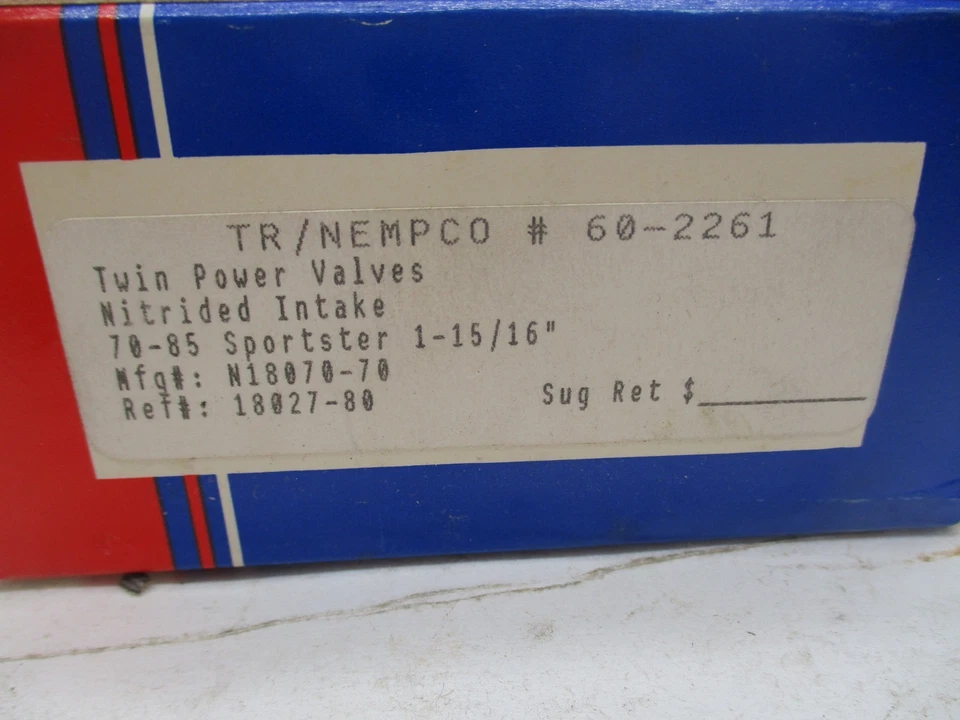 TR/NEMPCO # 60-2261
Twin Power Valves
Nitrided Intake
70-85 Sportster 1-15/16"
Mfg#: N18070-70
Ref#: 18027-80
Sug Ret $